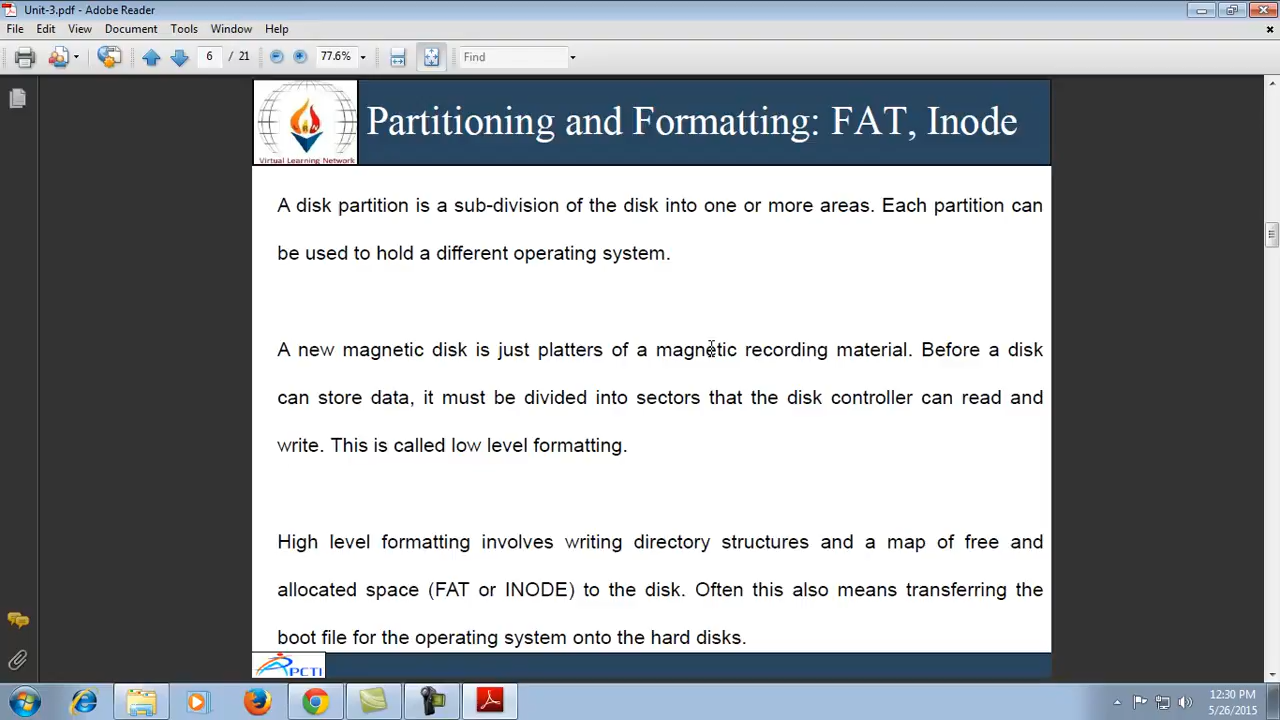 Unit-3.pdf - Adobe Reader
File Edit View Document Tools Window Help
6 / 21 77.6% Find
Partitioning and Formatting: FAT, Inode
Virtual Learning Network
A disk partition is a sub-division of the disk into one or more areas. Each partition can
be used to hold a different operating system.
A new magnetic disk is just platters of a magnetic recording material. Before a disk
can store data, it must be divided into sectors that the disk controller can read and
write. This is called low level formatting.
High level formatting involves writing directory structures and a map of free and
allocated space (FAT or INODE) to the disk. Often this also means transferring the
boot file for the operating system onto the hard disks.
PCTI
12:30 PM
5/26/2015